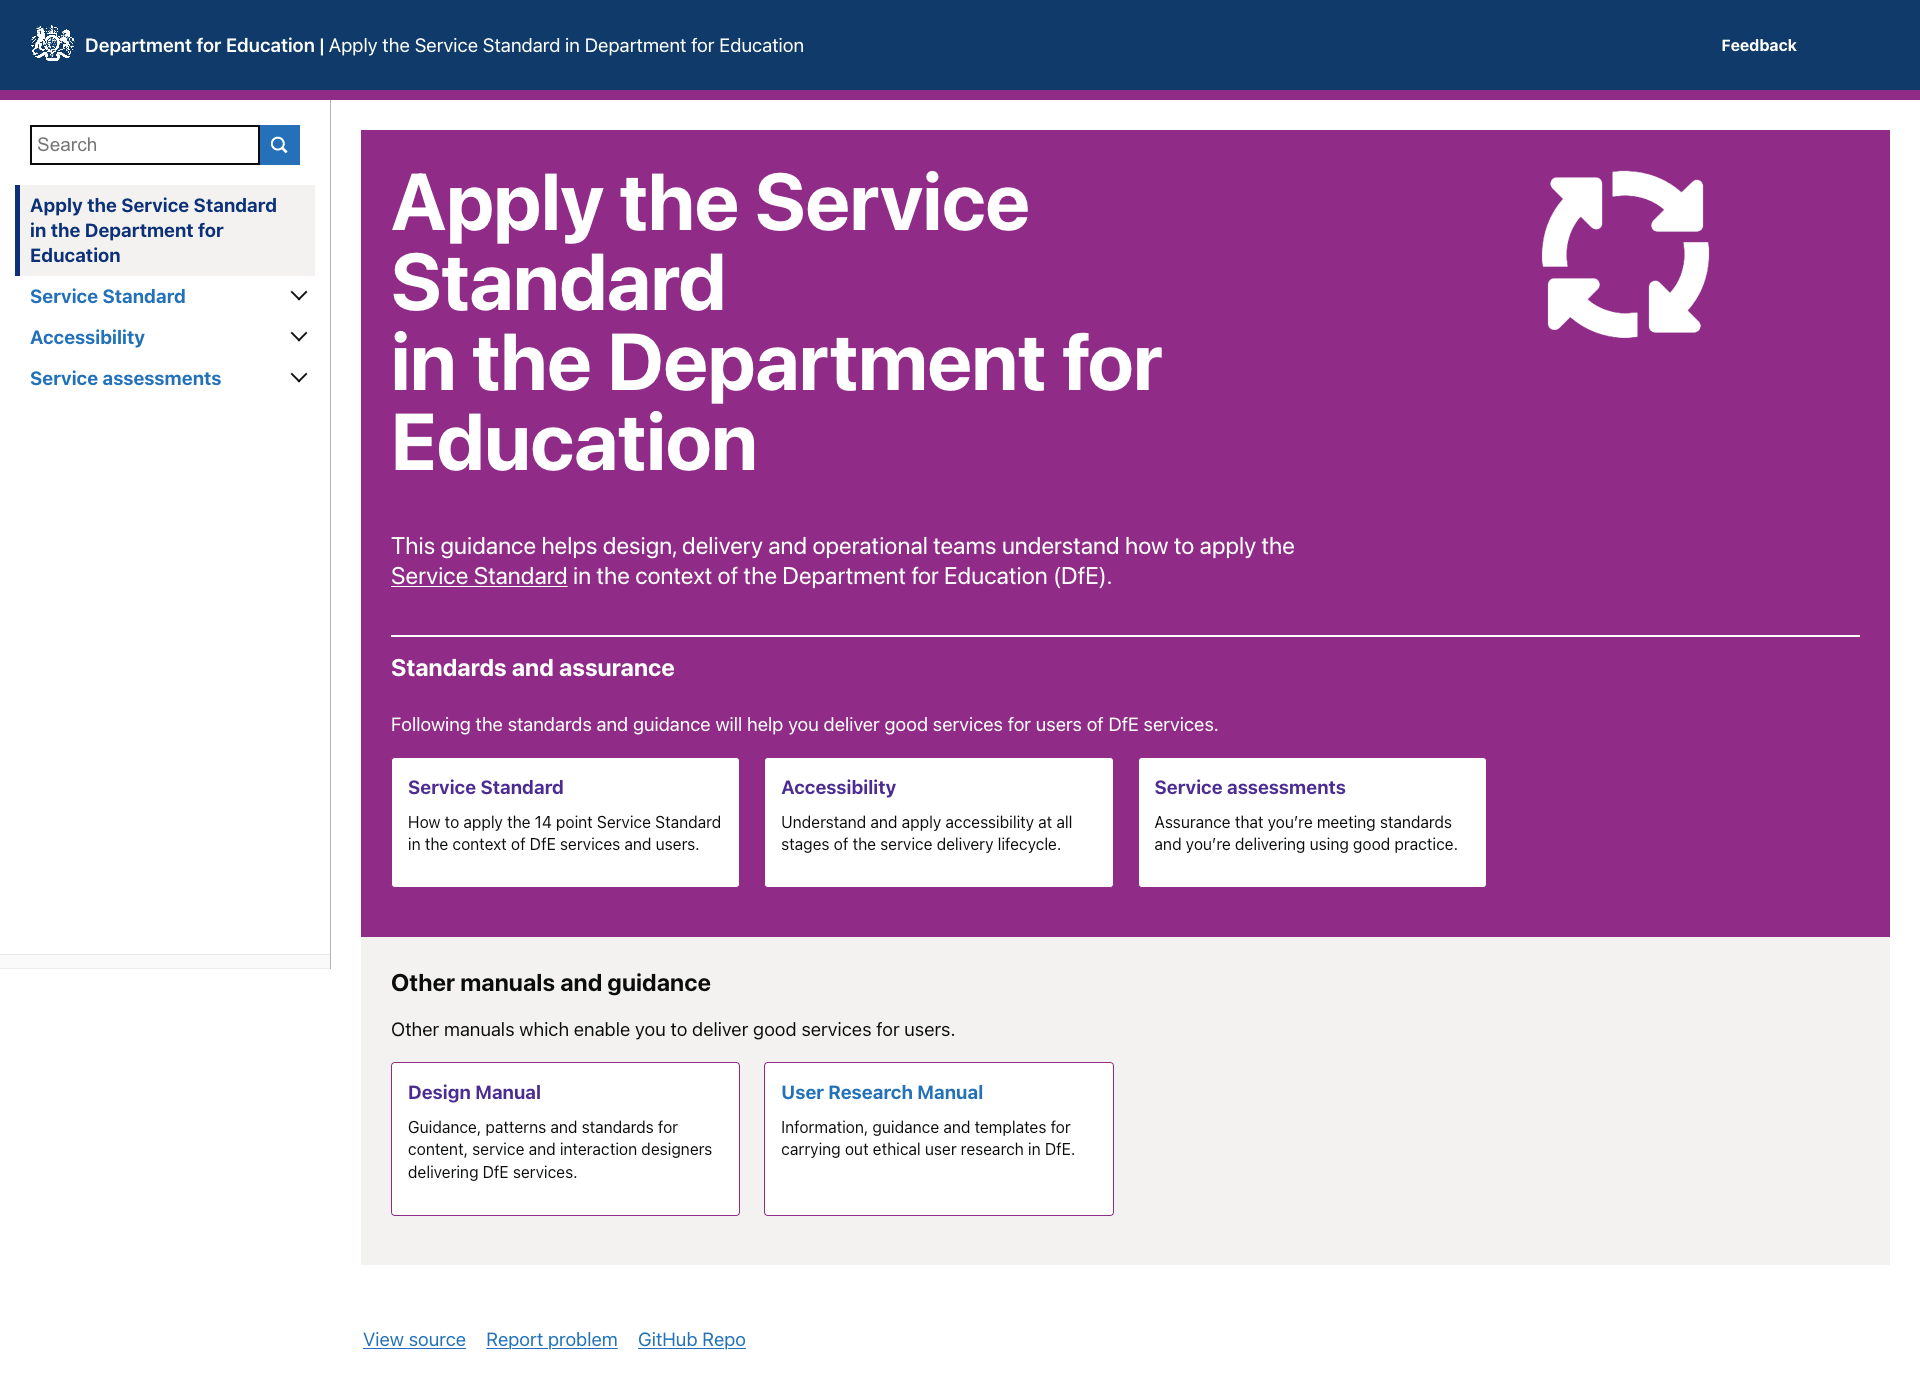 Department for Education | Apply the Service Standard in Department for Education
Feedback
Search
Apply the Service Standard
in the Department for
Education
Service Standard
Accessibility
Service assessments
Apply the Service
Standard
in the Department for
Education
This guidance helps design, delivery and operational teams understand how to apply the
Service Standard in the context of the Department for Education (DfE).
Standards and assurance
Following the standards and guidance will help you deliver good services for users of DfE services.
Service Standard
How to apply the 14 point Service Standard
in the context of DfE services and users.
Accessibility
Understand and apply accessibility at all
stages of the service delivery lifecycle.
Service assessments
Assurance that you’re meeting standards
and you’re delivering using good practice.
Other manuals and guidance
Other manuals which enable you to deliver good services for users.
Design Manual
Guidance, patterns and standards for
content, service and interaction designers
delivering DfE services.
User Research Manual
Information, guidance and templates for
carrying out ethical user research in DfE.
View source
Report problem
GitHub Repo